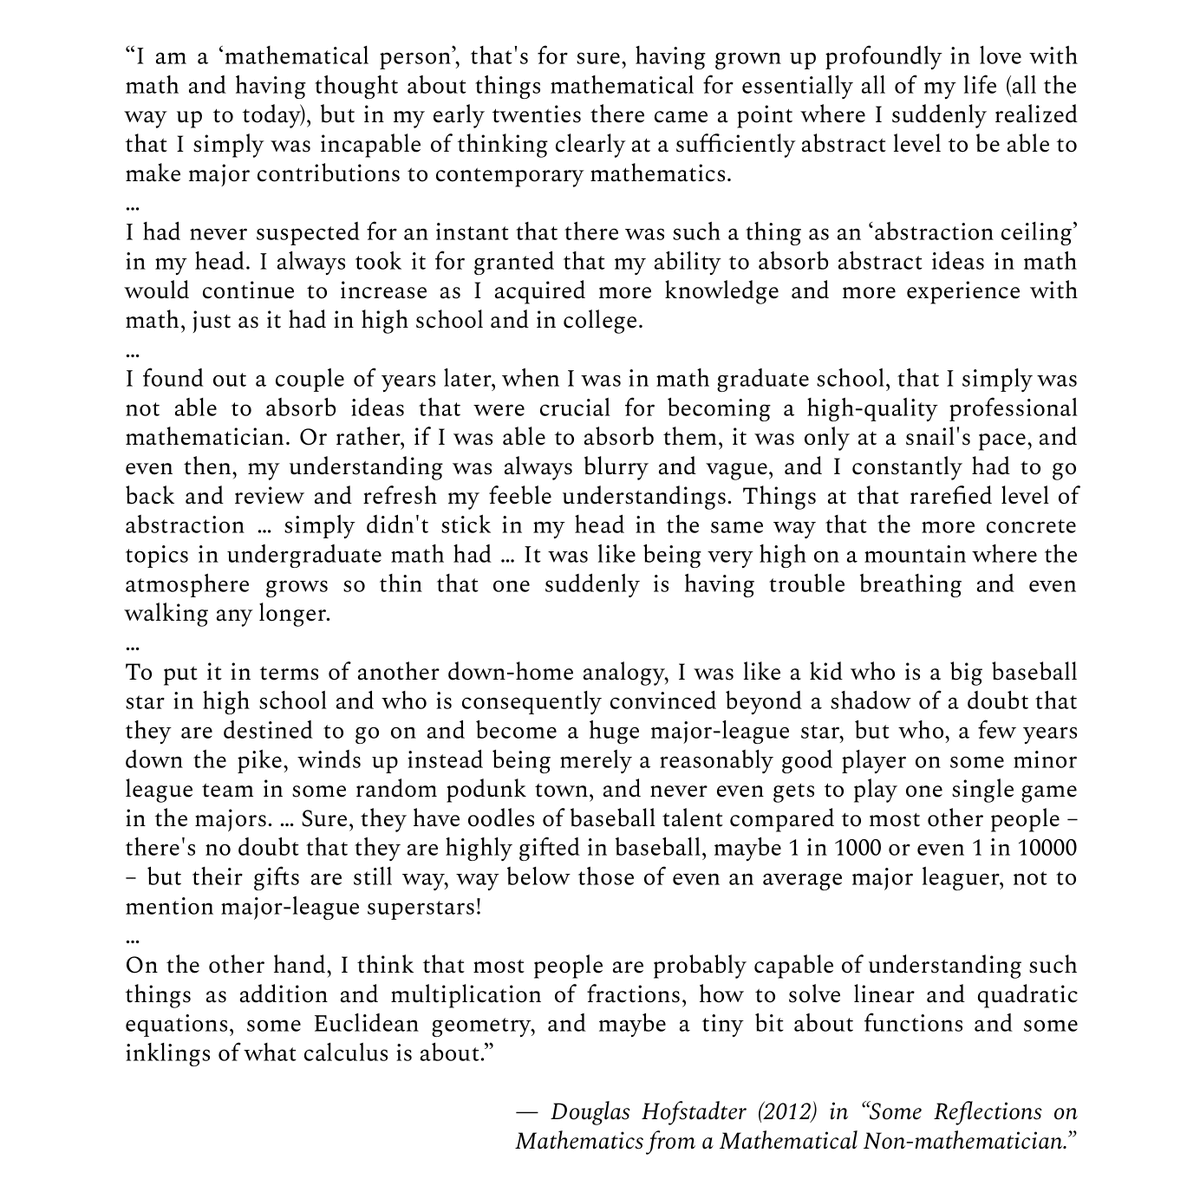 “I am a ‘mathematical person’, that's for sure, having grown up profoundly in love with
math and having thought about things mathematical for essentially all of my life (all the
way up to today), but in my early twenties there came a point where I suddenly realized
that I simply was incapable of thinking clearly at a sufficiently abstract level to be able to
make major contributions to contemporary mathematics.
...
I had never suspected for an instant that there was such a thing as an ‘abstraction ceiling’
in my head. I always took it for granted that my ability to absorb abstract ideas in math
would continue to increase as I acquired more knowledge and more experience with
math, just as it had in high school and in college.
...
I found out a couple of years later, when I was in math graduate school, that I simply was
not able to absorb ideas that were crucial for becoming a high-quality professional
mathematician. Or rather, if I was able to absorb them, it was only at a snail's pace, and
even then, my understanding was always blurry and vague, and I constantly had to go
back and review and refresh my feeble understandings. Things at that rarefied level of
abstraction ... simply didn't stick in my head in the same way that the more concrete
topics in undergraduate math had ... It was like being very high on a mountain where the
atmosphere grows so thin that one suddenly is having trouble breathing and even
walking any longer.
...
To put it in terms of another down-home analogy, I was like a kid who is a big baseball
star in high school and who is consequently convinced beyond a shadow of a doubt that
they are destined to go on and become a huge major-league star, but who, a few years
down the pike, winds up instead being merely a reasonably good player on some minor
league team in some random podunk town, and never even gets to play one single game
in the majors. ... Sure, they have oodles of baseball talent compared to most other people –
there's no doubt that they are highly gifted in baseball, maybe 1 in 1000 or even 1 in 10000
– but their gifts are still way, way below those of even an average major leaguer, not to
mention major-league superstars!
...
On the other hand, I think that most people are probably capable of understanding such
things as addition and multiplication of fractions, how to solve linear and quadratic
equations, some Euclidean geometry, and maybe a tiny bit about functions and some
inklings of what calculus is about.”
— Douglas Hofstadter (2012) in “Some Reflections on
Mathematics from a Mathematical Non-mathematician.”